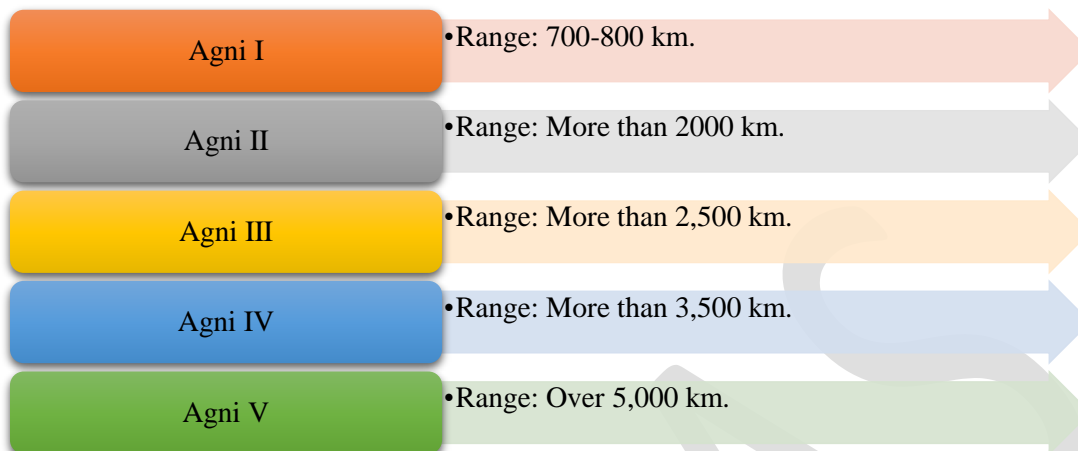 Agni I
•Range: 700-800 km.
Agni II
•Range: More than 2000 km.
Agni III
•Range: More than 2,500 km.
Agni IV
•Range: More than 3,500 km.
Agni V
•Range: Over 5,000 km.